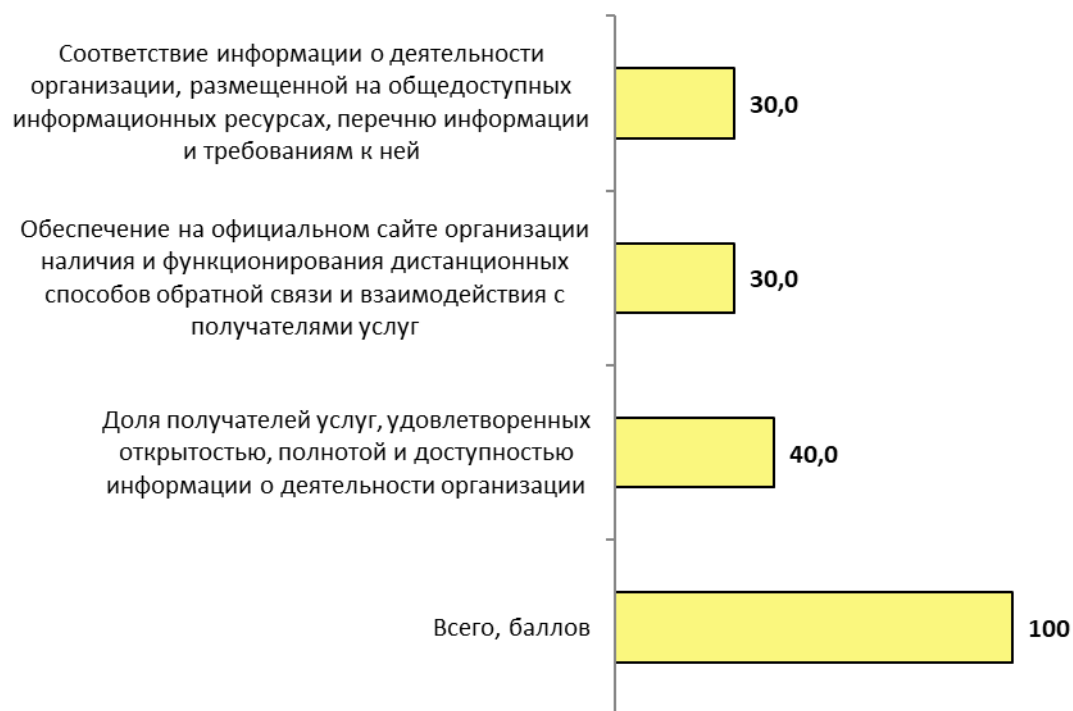 Соответствие информации о деятельности
организации, размещенной на общедоступных
информационных ресурсах, перечню информации
и требованиям к ней
30,0
Обеспечение на официальном сайте организации
наличия и функционирования дистанционных
способов обратной связи и взаимодействия с
получателями услуг
30,0
Доля получателей услуг, удовлетворенных
открытостью, полнотой и доступностью
информации о деятельности организации
40,0
Всего, баллов
100